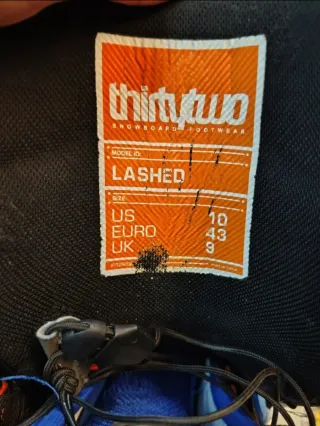 thirtytwo
SNOWBOARD FOOTWEAR
MODEL ID:
LASHED
SIZE:
US 10
EURO 43
UK 9